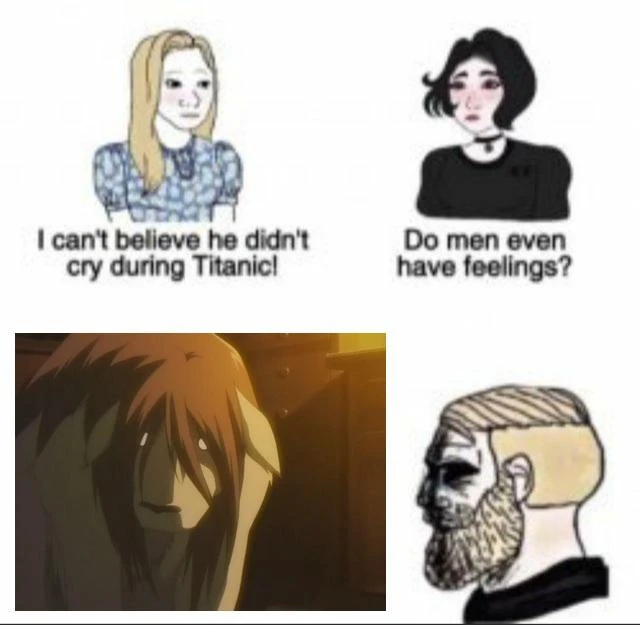 I can't believe he didn't
cry during Titanic!
Do men even
have feelings?